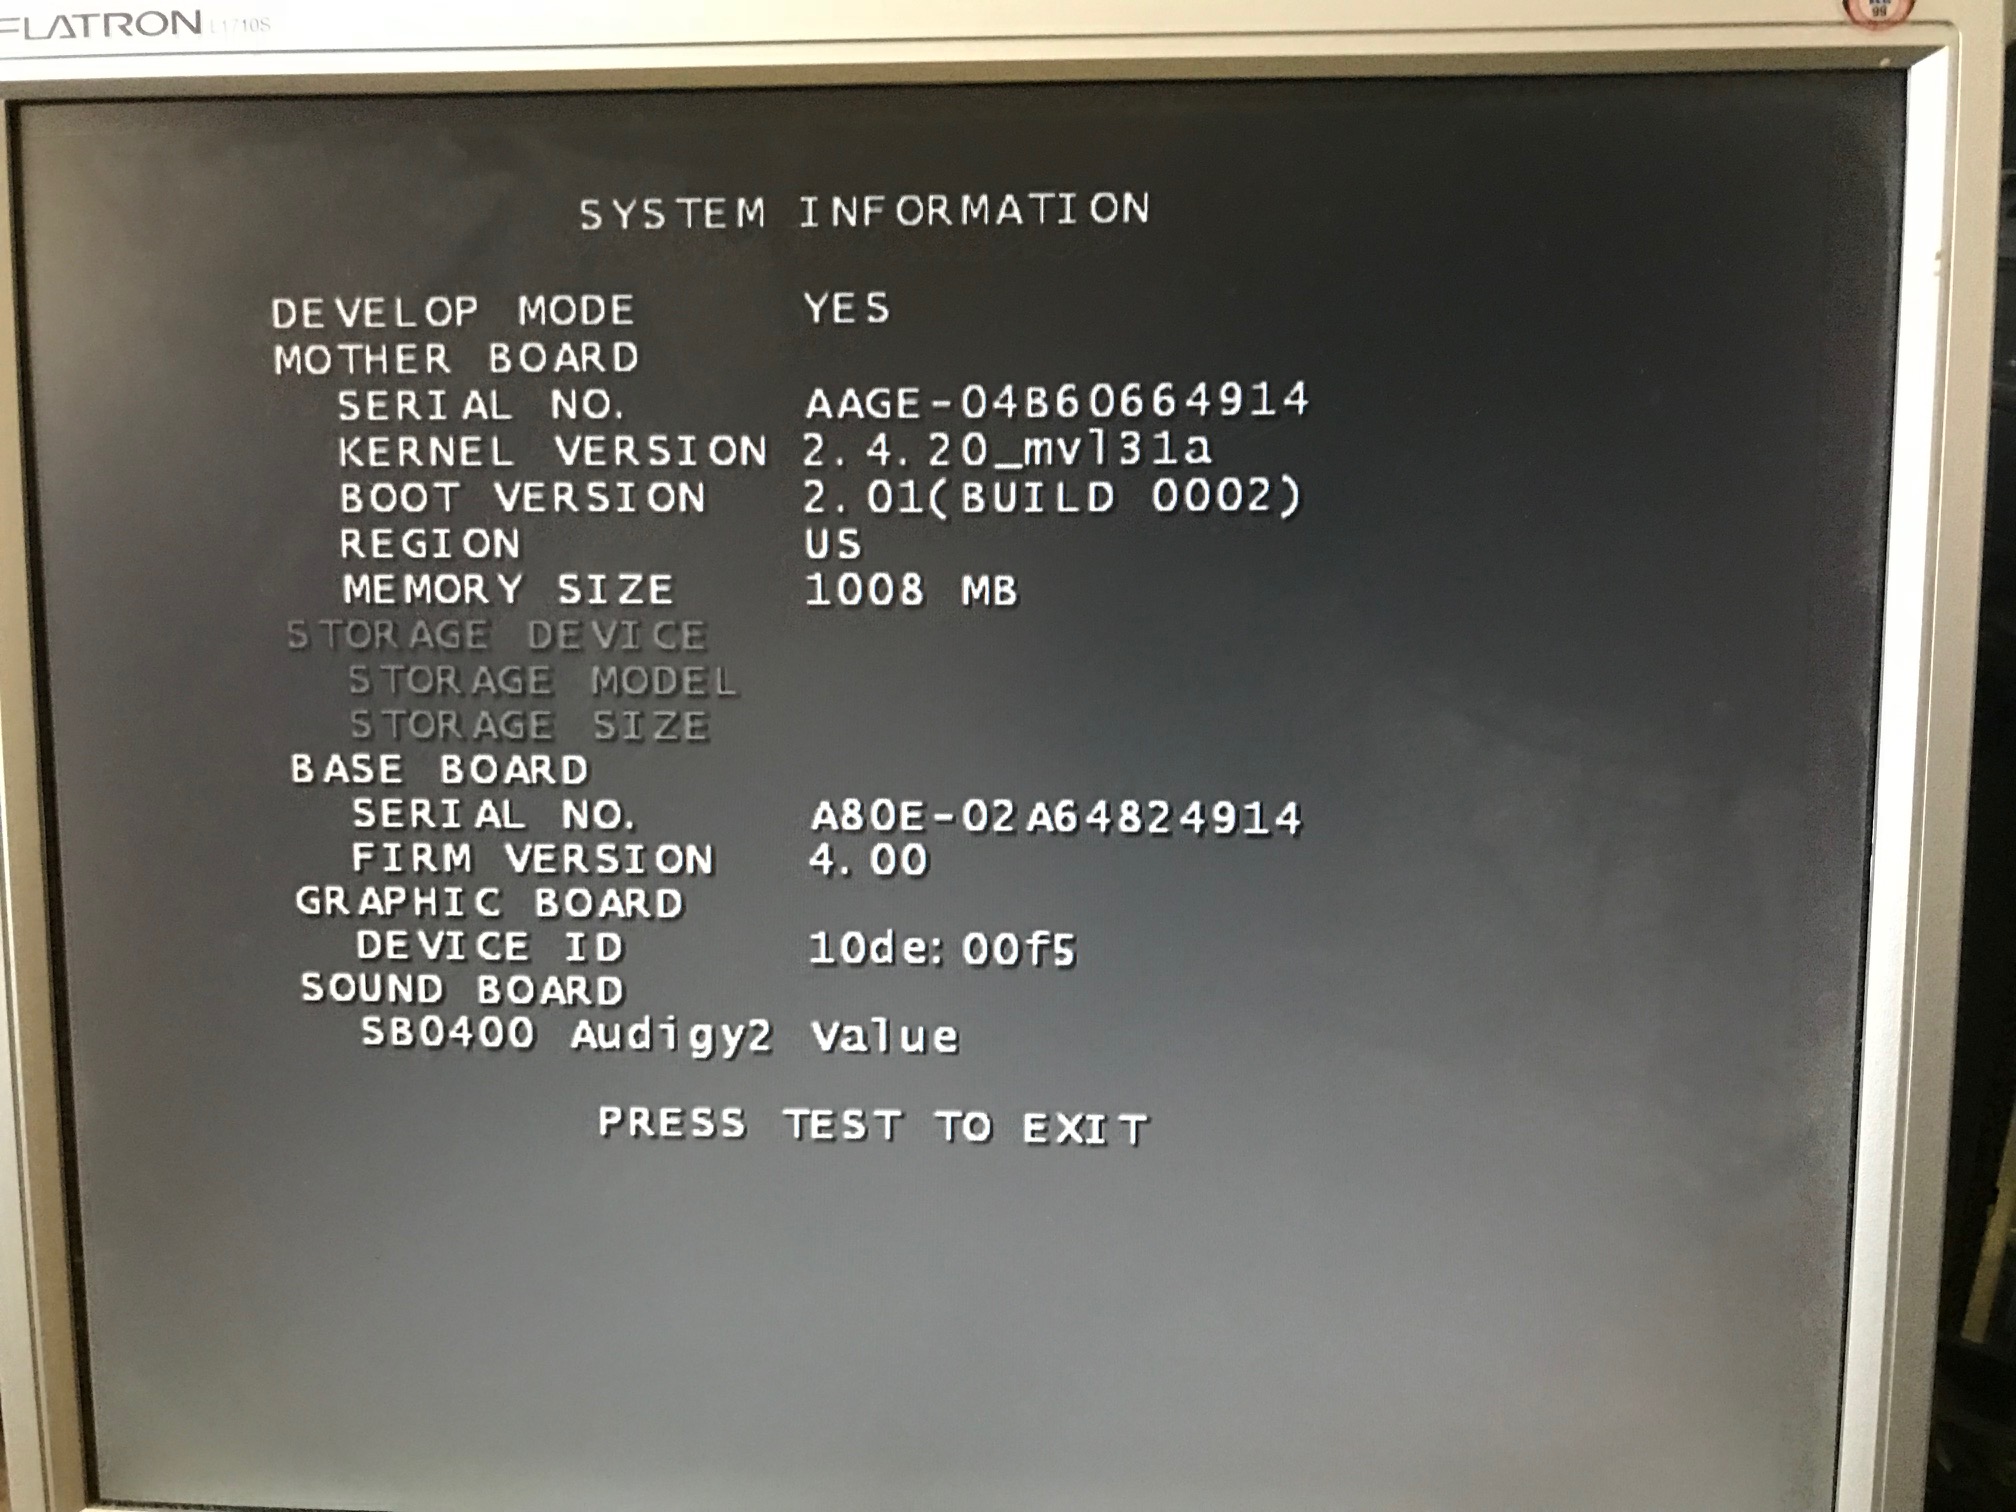 FLATRON L1710S
99
SYSTEM INFORMATION
DEVELOP MODE YES
MOTHER BOARD
SERIAL NO. AAGE-04B60664914
KERNEL VERSION 2.4.20_mvl31a
BOOT VERSION 2.01(BUILD 0002)
REGION US
MEMORY SIZE 1008 MB
STORAGE DEVICE
STORAGE MODEL
STORAGE SIZE
BASE BOARD
SERIAL NO. A80E-02A64824914
FIRM VERSION 4.00
GRAPHIC BOARD
DEVICE ID 10de:00f5
SOUND BOARD
SB0400 Audigy2 Value
PRESS TEST TO EXIT